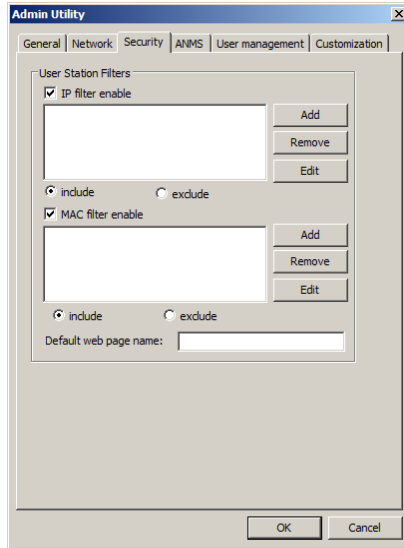 Admin Utility
General Network Security ANMS User management Customization
User Station Filters
IP filter enable
Add
Remove
Edit
include exclude
MAC filter enable
Add
Remove
Edit
include exclude
Default web page name:
OK Cancel